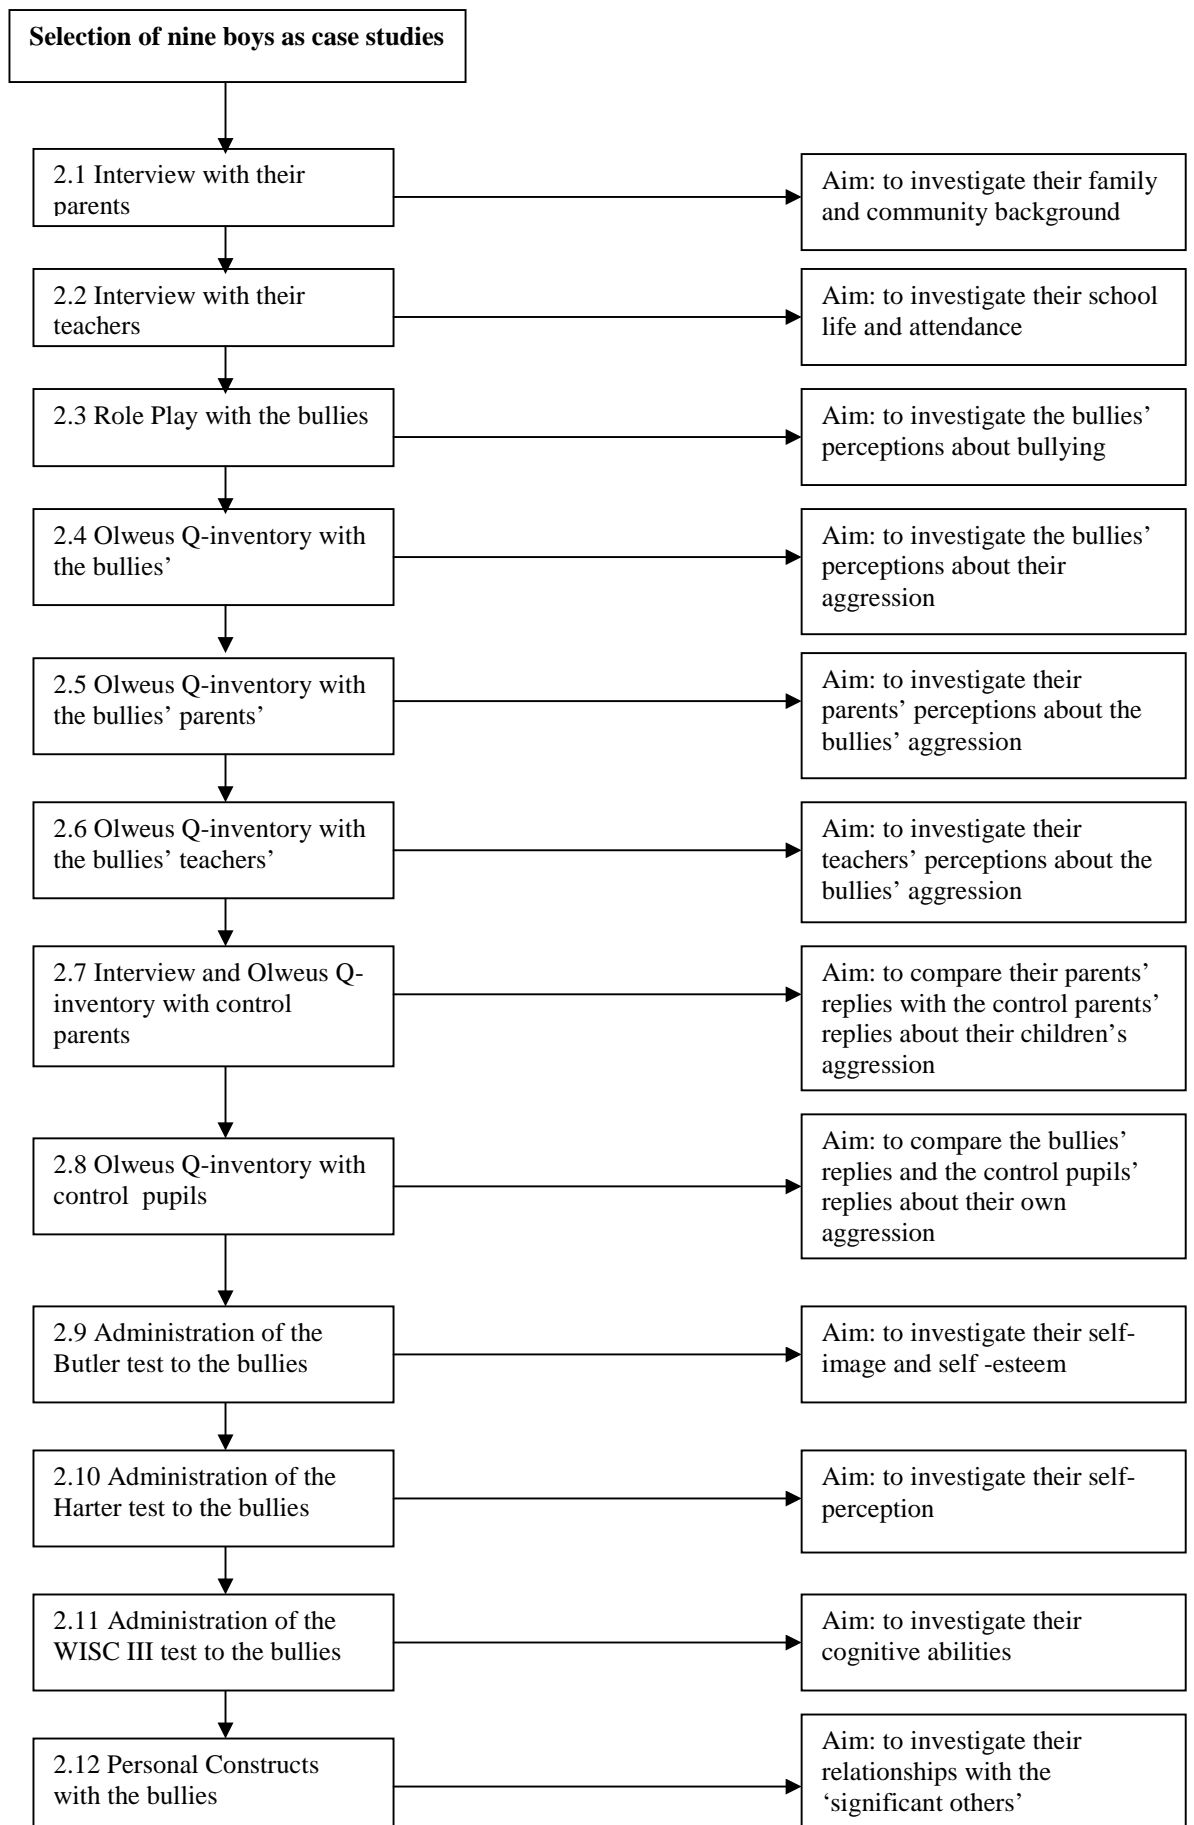 Selection of nine boys as case studies
2.1 Interview with their
parents
Aim: to investigate their family
and community background
2.2 Interview with their
teachers
Aim: to investigate their school
life and attendance
2.3 Role Play with the bullies
Aim: to investigate the bullies’
perceptions about bullying
2.4 Olweus Q-inventory with
the bullies’
Aim: to investigate the bullies’
perceptions about their
aggression
2.5 Olweus Q-inventory with
the bullies’ parents’
Aim: to investigate their
parents’ perceptions about the
bullies’ aggression
2.6 Olweus Q-inventory with
the bullies’ teachers’
Aim: to investigate their
teachers’ perceptions about the
bullies’ aggression
2.7 Interview and Olweus Q-
inventory with control
parents
Aim: to compare their parents’
replies with the control parents’
replies about their children’s
aggression
2.8 Olweus Q-inventory with
control  pupils
Aim: to compare the bullies’
replies and the control pupils’
replies about their own
aggression
2.9 Administration of the
Butler test to the bullies
Aim: to investigate their self-
image and self -esteem
2.10 Administration of the
Harter test to the bullies
Aim: to investigate their self-
perception
2.11 Administration of the
WISC III test to the bullies
Aim: to investigate their
cognitive abilities
2.12 Personal Constructs
with the bullies
Aim: to investigate their
relationships with the
‘significant others’